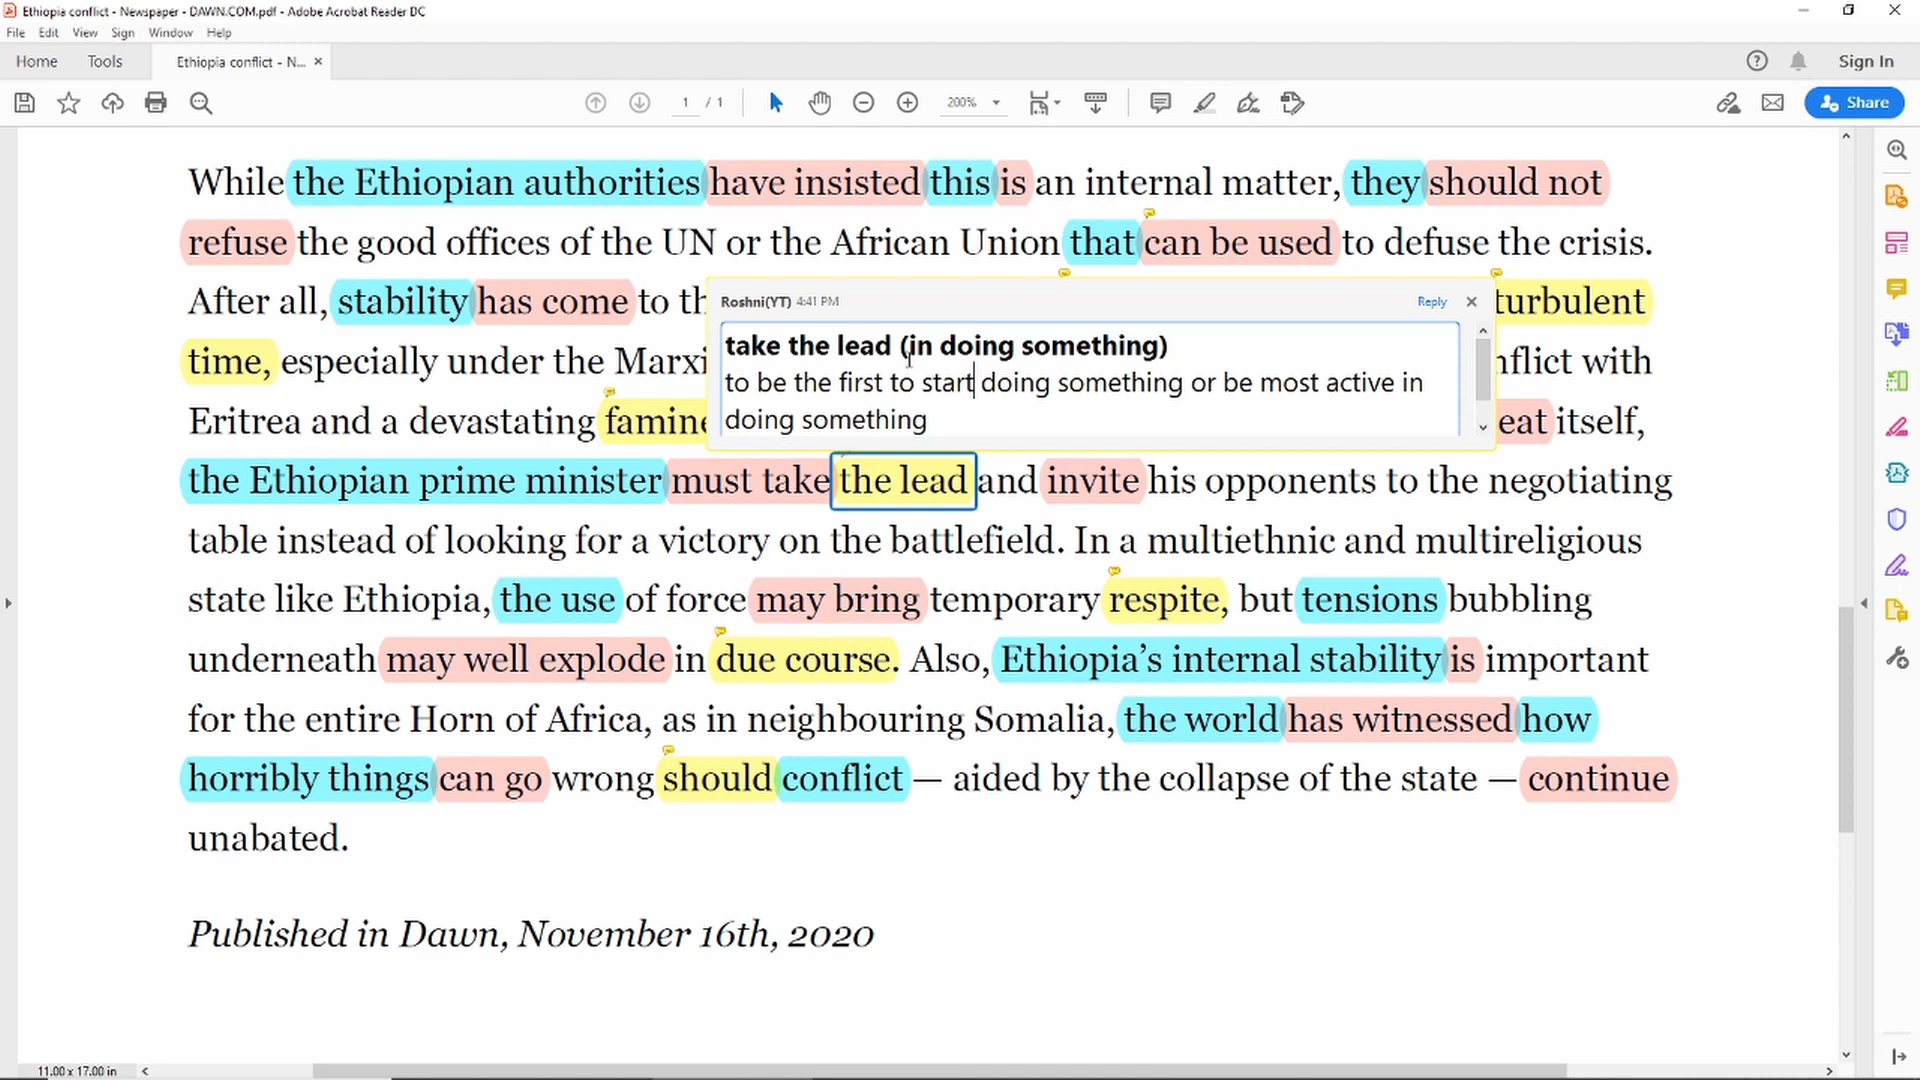 Ethiopia conflict - Newspaper - DAWN.COM.pdf - Adobe Acrobat Reader DC
File Edit View Sign Window Help
Home Tools Ethiopia conflict - N... Sign In
1 / 1 200% Share
While the Ethiopian authorities have insisted this is an internal matter, they should not
refuse the good offices of the UN or the African Union that can be used to defuse the crisis.
After all, stability has come to th turbulent
Roshni(YT) 4:41 PM Reply
take the lead (in doing something)
to be the first to start doing something or be most active in
doing something
time, especially under the Marxi nflict with
Eritrea and a devastating famine eat itself,
the Ethiopian prime minister must take the lead and invite his opponents to the negotiating
table instead of looking for a victory on the battlefield. In a multiethnic and multireligious
state like Ethiopia, the use of force may bring temporary respite, but tensions bubbling
underneath may well explode in due course. Also, Ethiopia's internal stability is important
for the entire Horn of Africa, as in neighbouring Somalia, the world has witnessed how
horribly things can go wrong should conflict — aided by the collapse of the state — continue
unabated.
Published in Dawn, November 16th, 2020
11.00 x 17.00 in